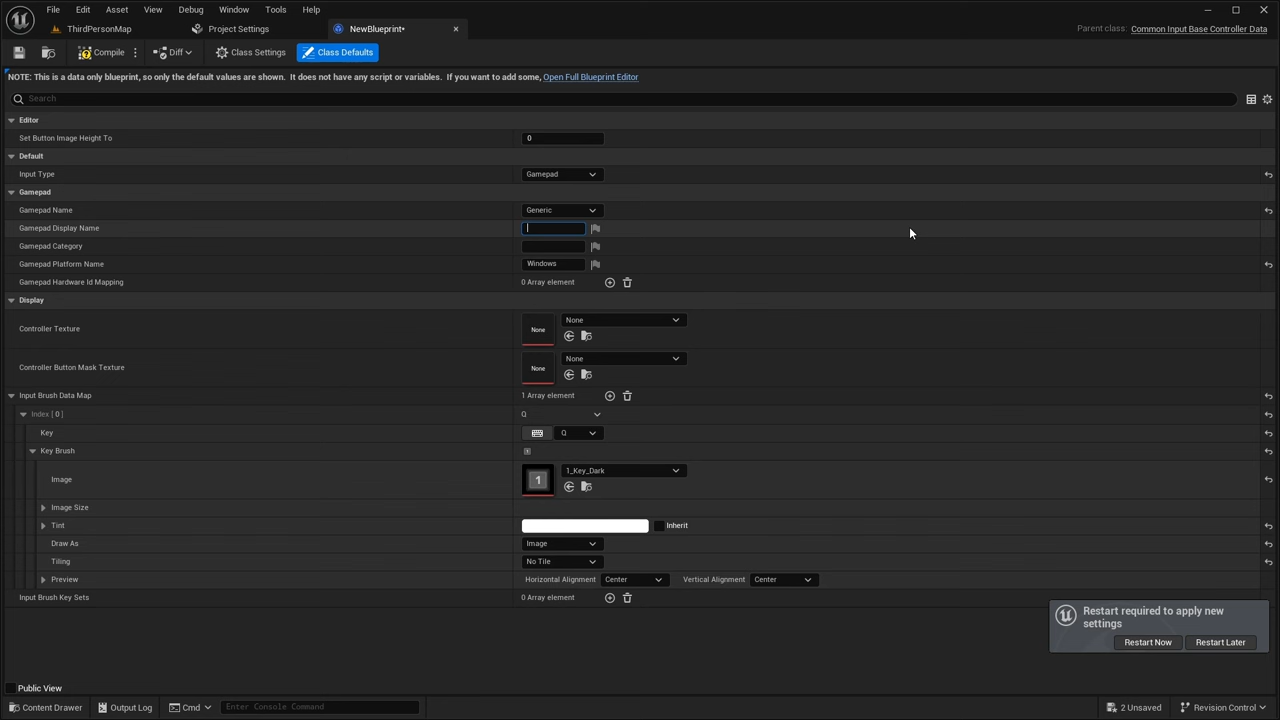 File Edit Asset View Debug Window Tools Help
ThirdPersonMap Project Settings NewBlueprint• Parent class: Common Input Base Controller Data
Compile Diff Class Settings Class Defaults
NOTE: This is a data only blueprint, so only the default values are shown. It does not have any script or variables. If you want to add some, Open Full Blueprint Editor
Search
Editor
Set Button Image Height To 0
Default
Input Type Gamepad
Gamepad
Gamepad Name Generic
Gamepad Display Name
Gamepad Category
Gamepad Platform Name Windows
Gamepad Hardware Id Mapping 0 Array element
Display
Controller Texture None None
Controller Button Mask Texture None None
Input Brush Data Map 1 Array element
Index [ 0 ] Q
Key Q
Key Brush
Image 1 1_Key_Dark
Image Size
Tint Inherit
Draw As Image
Tiling No Tile
Preview Horizontal Alignment Center Vertical Alignment Center
Input Brush Key Sets 0 Array element
Restart required to apply new
settings
Restart Now Restart Later
Public View
Content Drawer Output Log Cmd Enter Console Command 2 Unsaved Revision Control